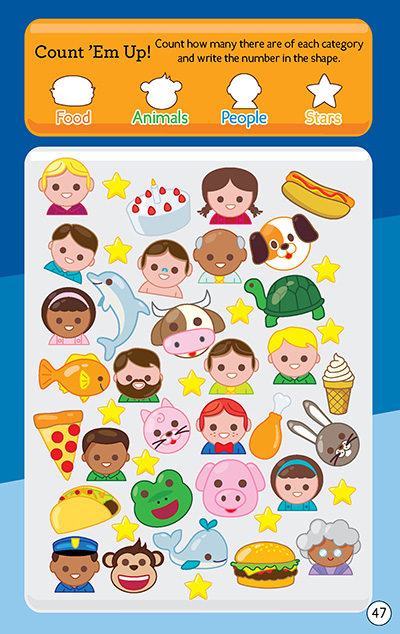 Count ’Em Up!
Count how many there are of each category
and write the number in the shape.
Food
Animals
People
Stars
47